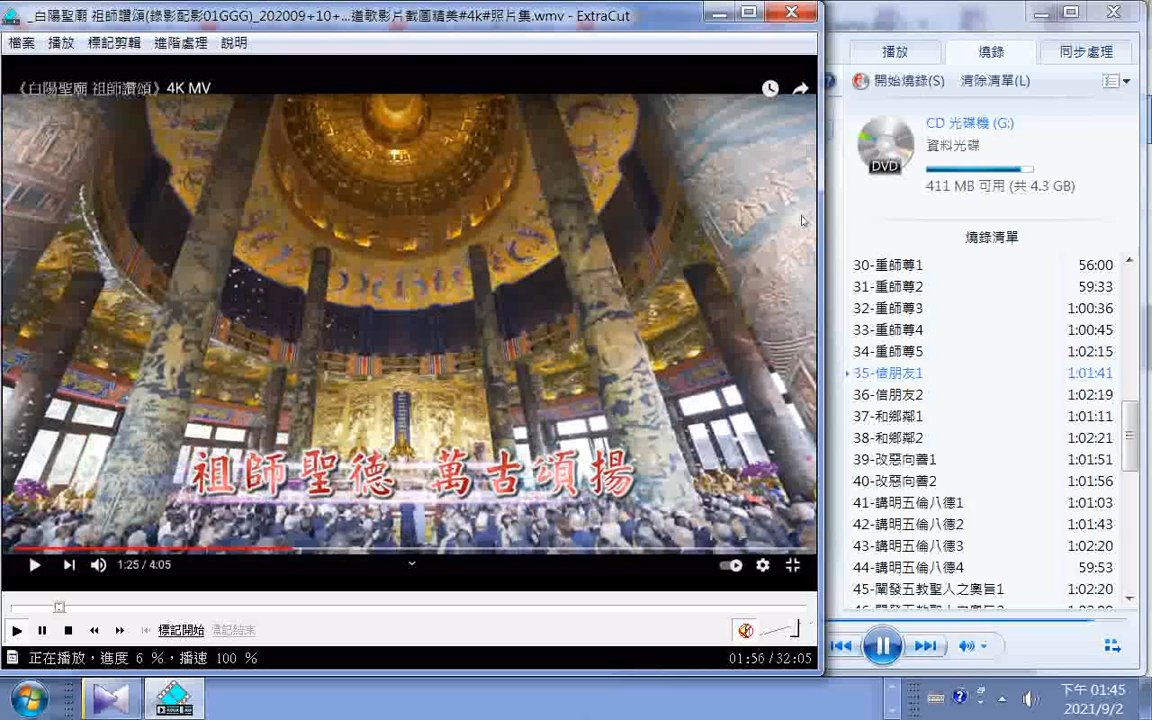 _白陽聖廟 祖師讚頌(錄影配影01GGG)_202009+10+...道歌影片截圖精美#4k#照片集.wmv - ExtraCut
檔案 播放 標記剪輯 進階處理 說明
《白陽聖廟 祖師讚頌》4K MV
祖師聖德 萬古頌揚
1:25 / 4:05
標記開始 標記結束
正在播放，進度 6 %，播速 100 %
01:56 / 32:05
播放 燒錄 同步處理
開始燒錄(S) 清除清單(L)
CD 光碟機 (G:)
資料光碟
DVD
411 MB 可用 (共 4.3 GB)
燒錄清單
30-重師尊1 56:00
31-重師尊2 59:33
32-重師尊3 1:00:36
33-重師尊4 1:00:45
34-重師尊5 1:02:15
35-信朋友1 1:01:41
36-信朋友2 1:02:19
37-和鄉鄰1 1:01:11
38-和鄉鄰2 1:02:21
39-改惡向善1 1:01:51
40-改惡向善2 1:01:56
41-講明五倫八德1 1:01:03
42-講明五倫八德2 1:01:43
43-講明五倫八德3 1:02:20
44-講明五倫八德4 59:53
45-闡發五教聖人之奧旨1 1:02:20
下午 01:45
2021/9/2